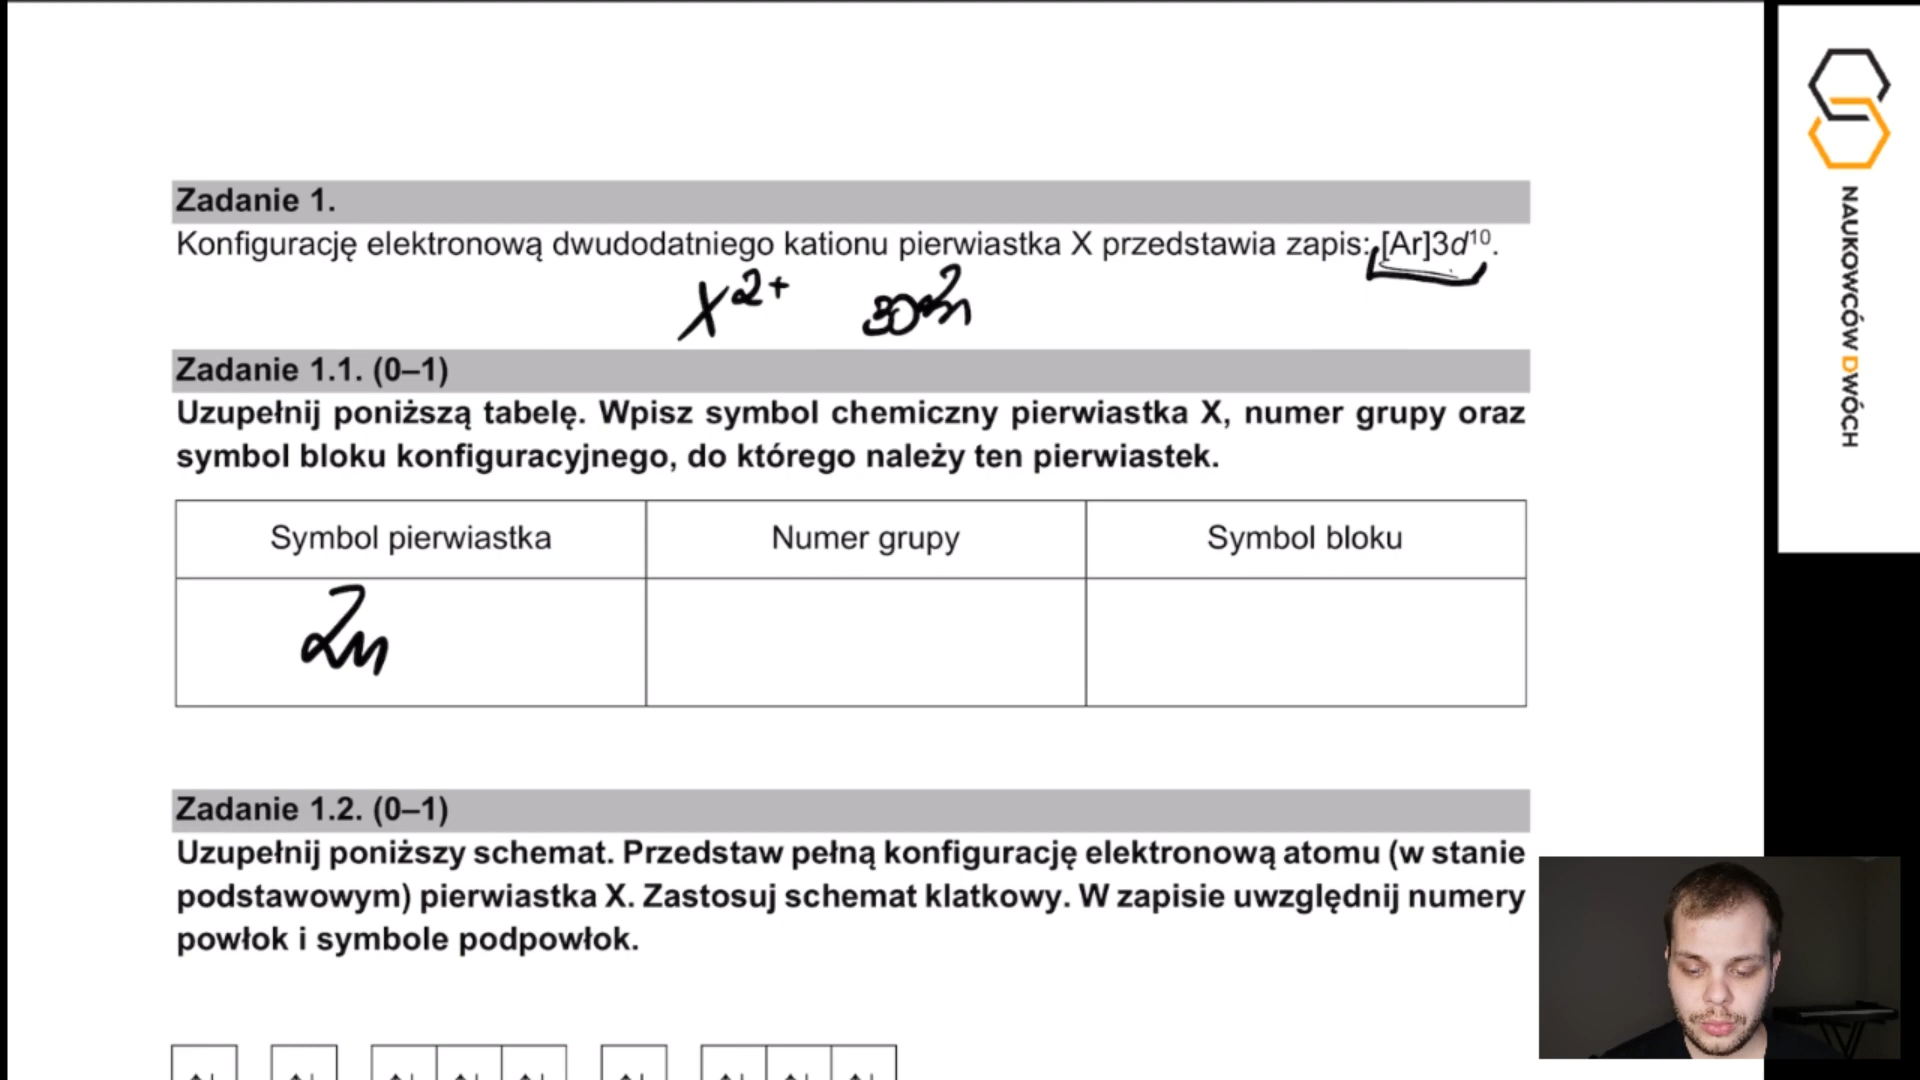 Zadanie 1.
Konfigurację elektronową dwudodatniego kationu pierwiastka X przedstawia zapis: [Ar]3d¹⁰.
X²⁺ ₃₀Zn
Zadanie 1.1. (0–1)
Uzupełnij poniższą tabelę. Wpisz symbol chemiczny pierwiastka X, numer grupy oraz
symbol bloku konfiguracyjnego, do którego należy ten pierwiastek.
Symbol pierwiastka Numer grupy Symbol bloku
Zn
Zadanie 1.2. (0–1)
Uzupełnij poniższy schemat. Przedstaw pełną konfigurację elektronową atomu (w stanie
podstawowym) pierwiastka X. Zastosuj schemat klatkowy. W zapisie uwzględnij numery
powłok i symbole podpowłok.
NAUKOWCÓW DWÓCH